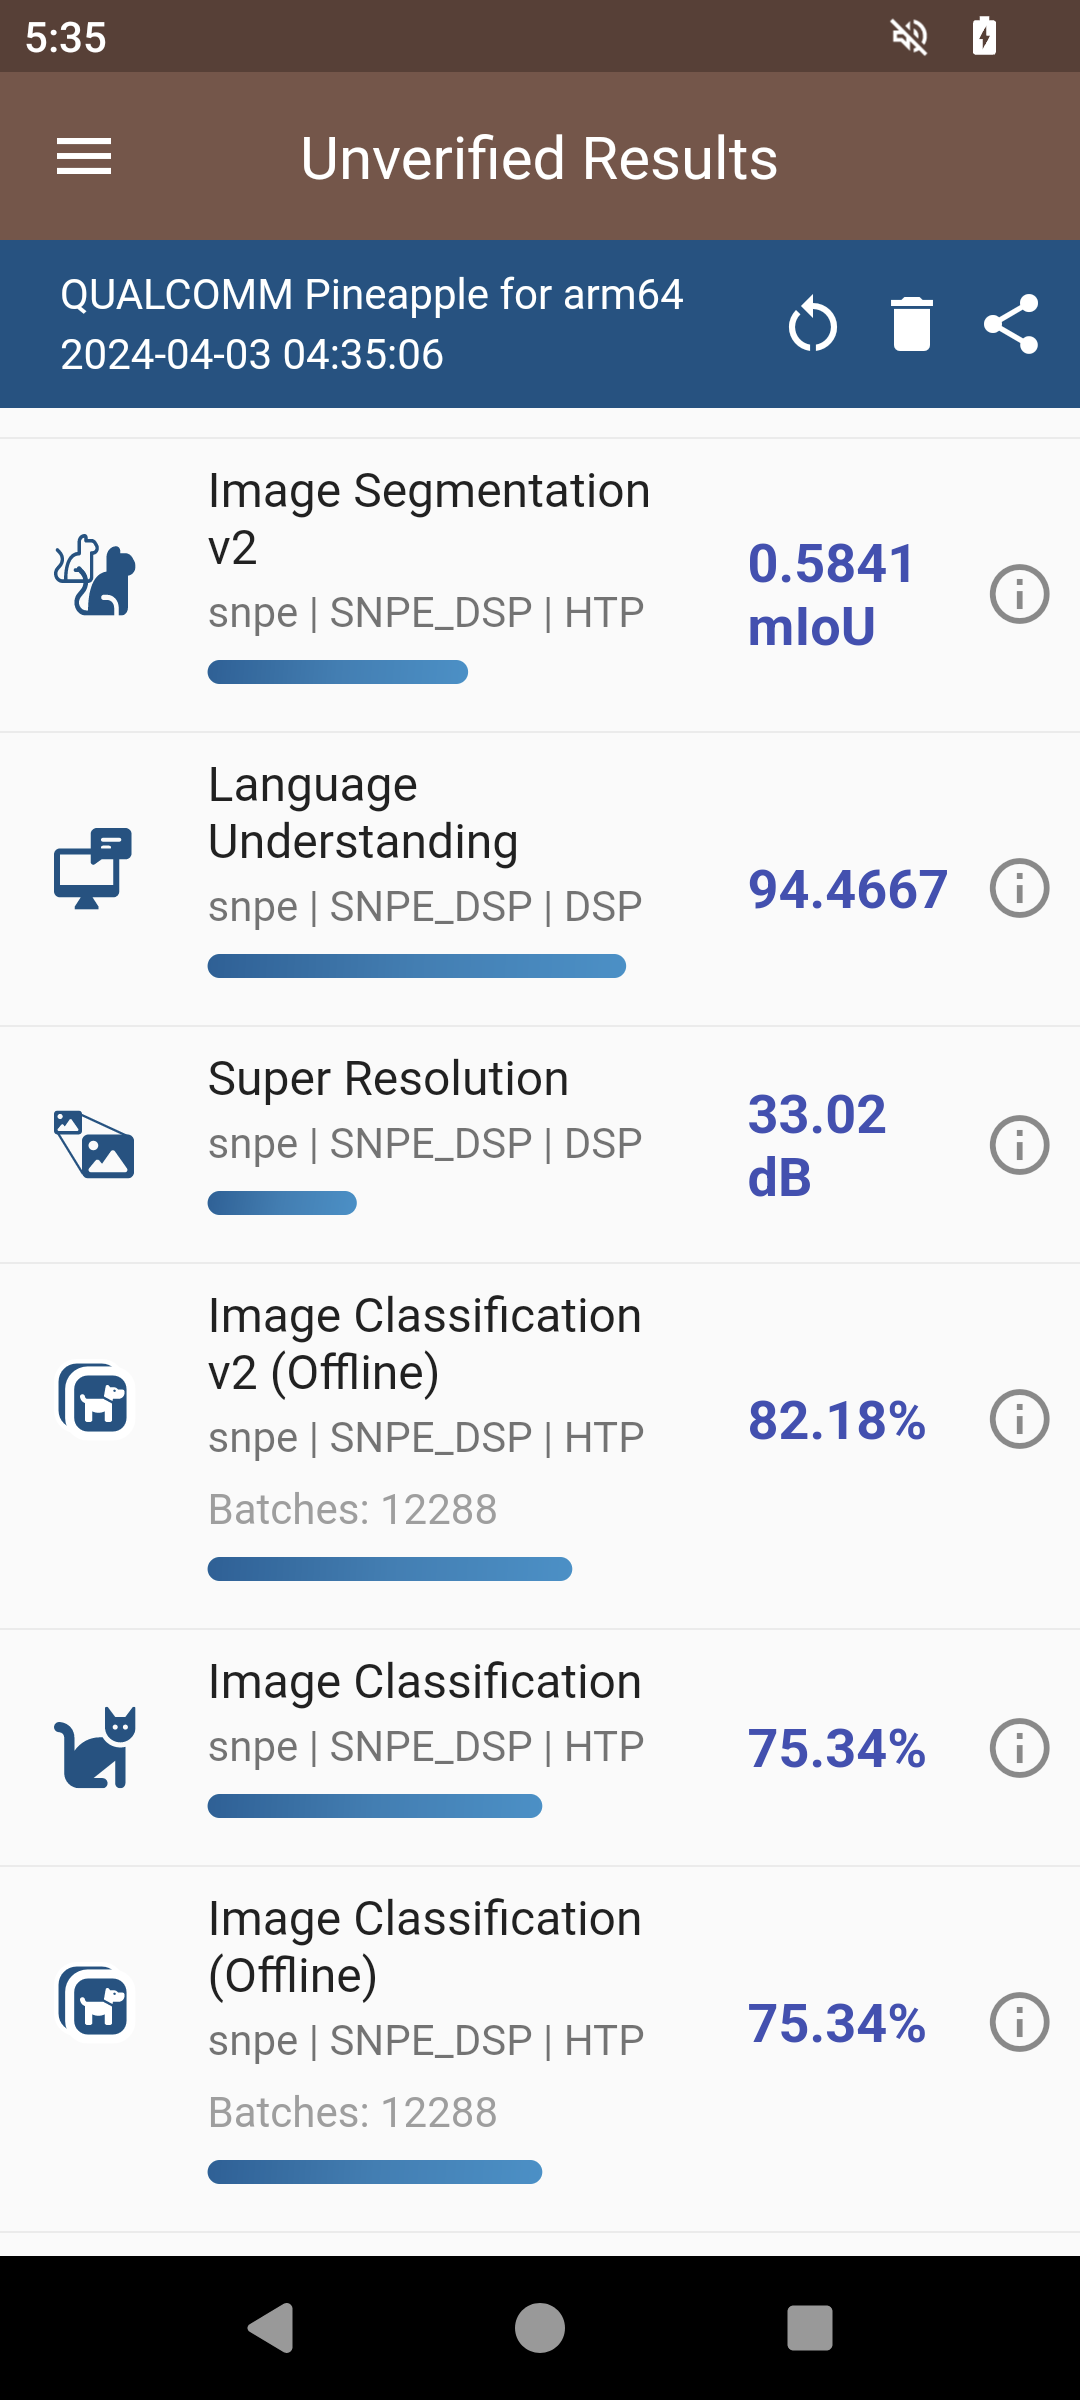 5:35
Unverified Results
QUALCOMM Pineapple for arm64
2024-04-03 04:35:06
Image Segmentation
v2
snpe | SNPE_DSP | HTP
0.5841
mIoU
Language
Understanding
snpe | SNPE_DSP | DSP
94.4667
Super Resolution
snpe | SNPE_DSP | DSP
33.02
dB
Image Classification
v2 (Offline)
snpe | SNPE_DSP | HTP
Batches: 12288
82.18%
Image Classification
snpe | SNPE_DSP | HTP
75.34%
Image Classification
(Offline)
snpe | SNPE_DSP | HTP
Batches: 12288
75.34%